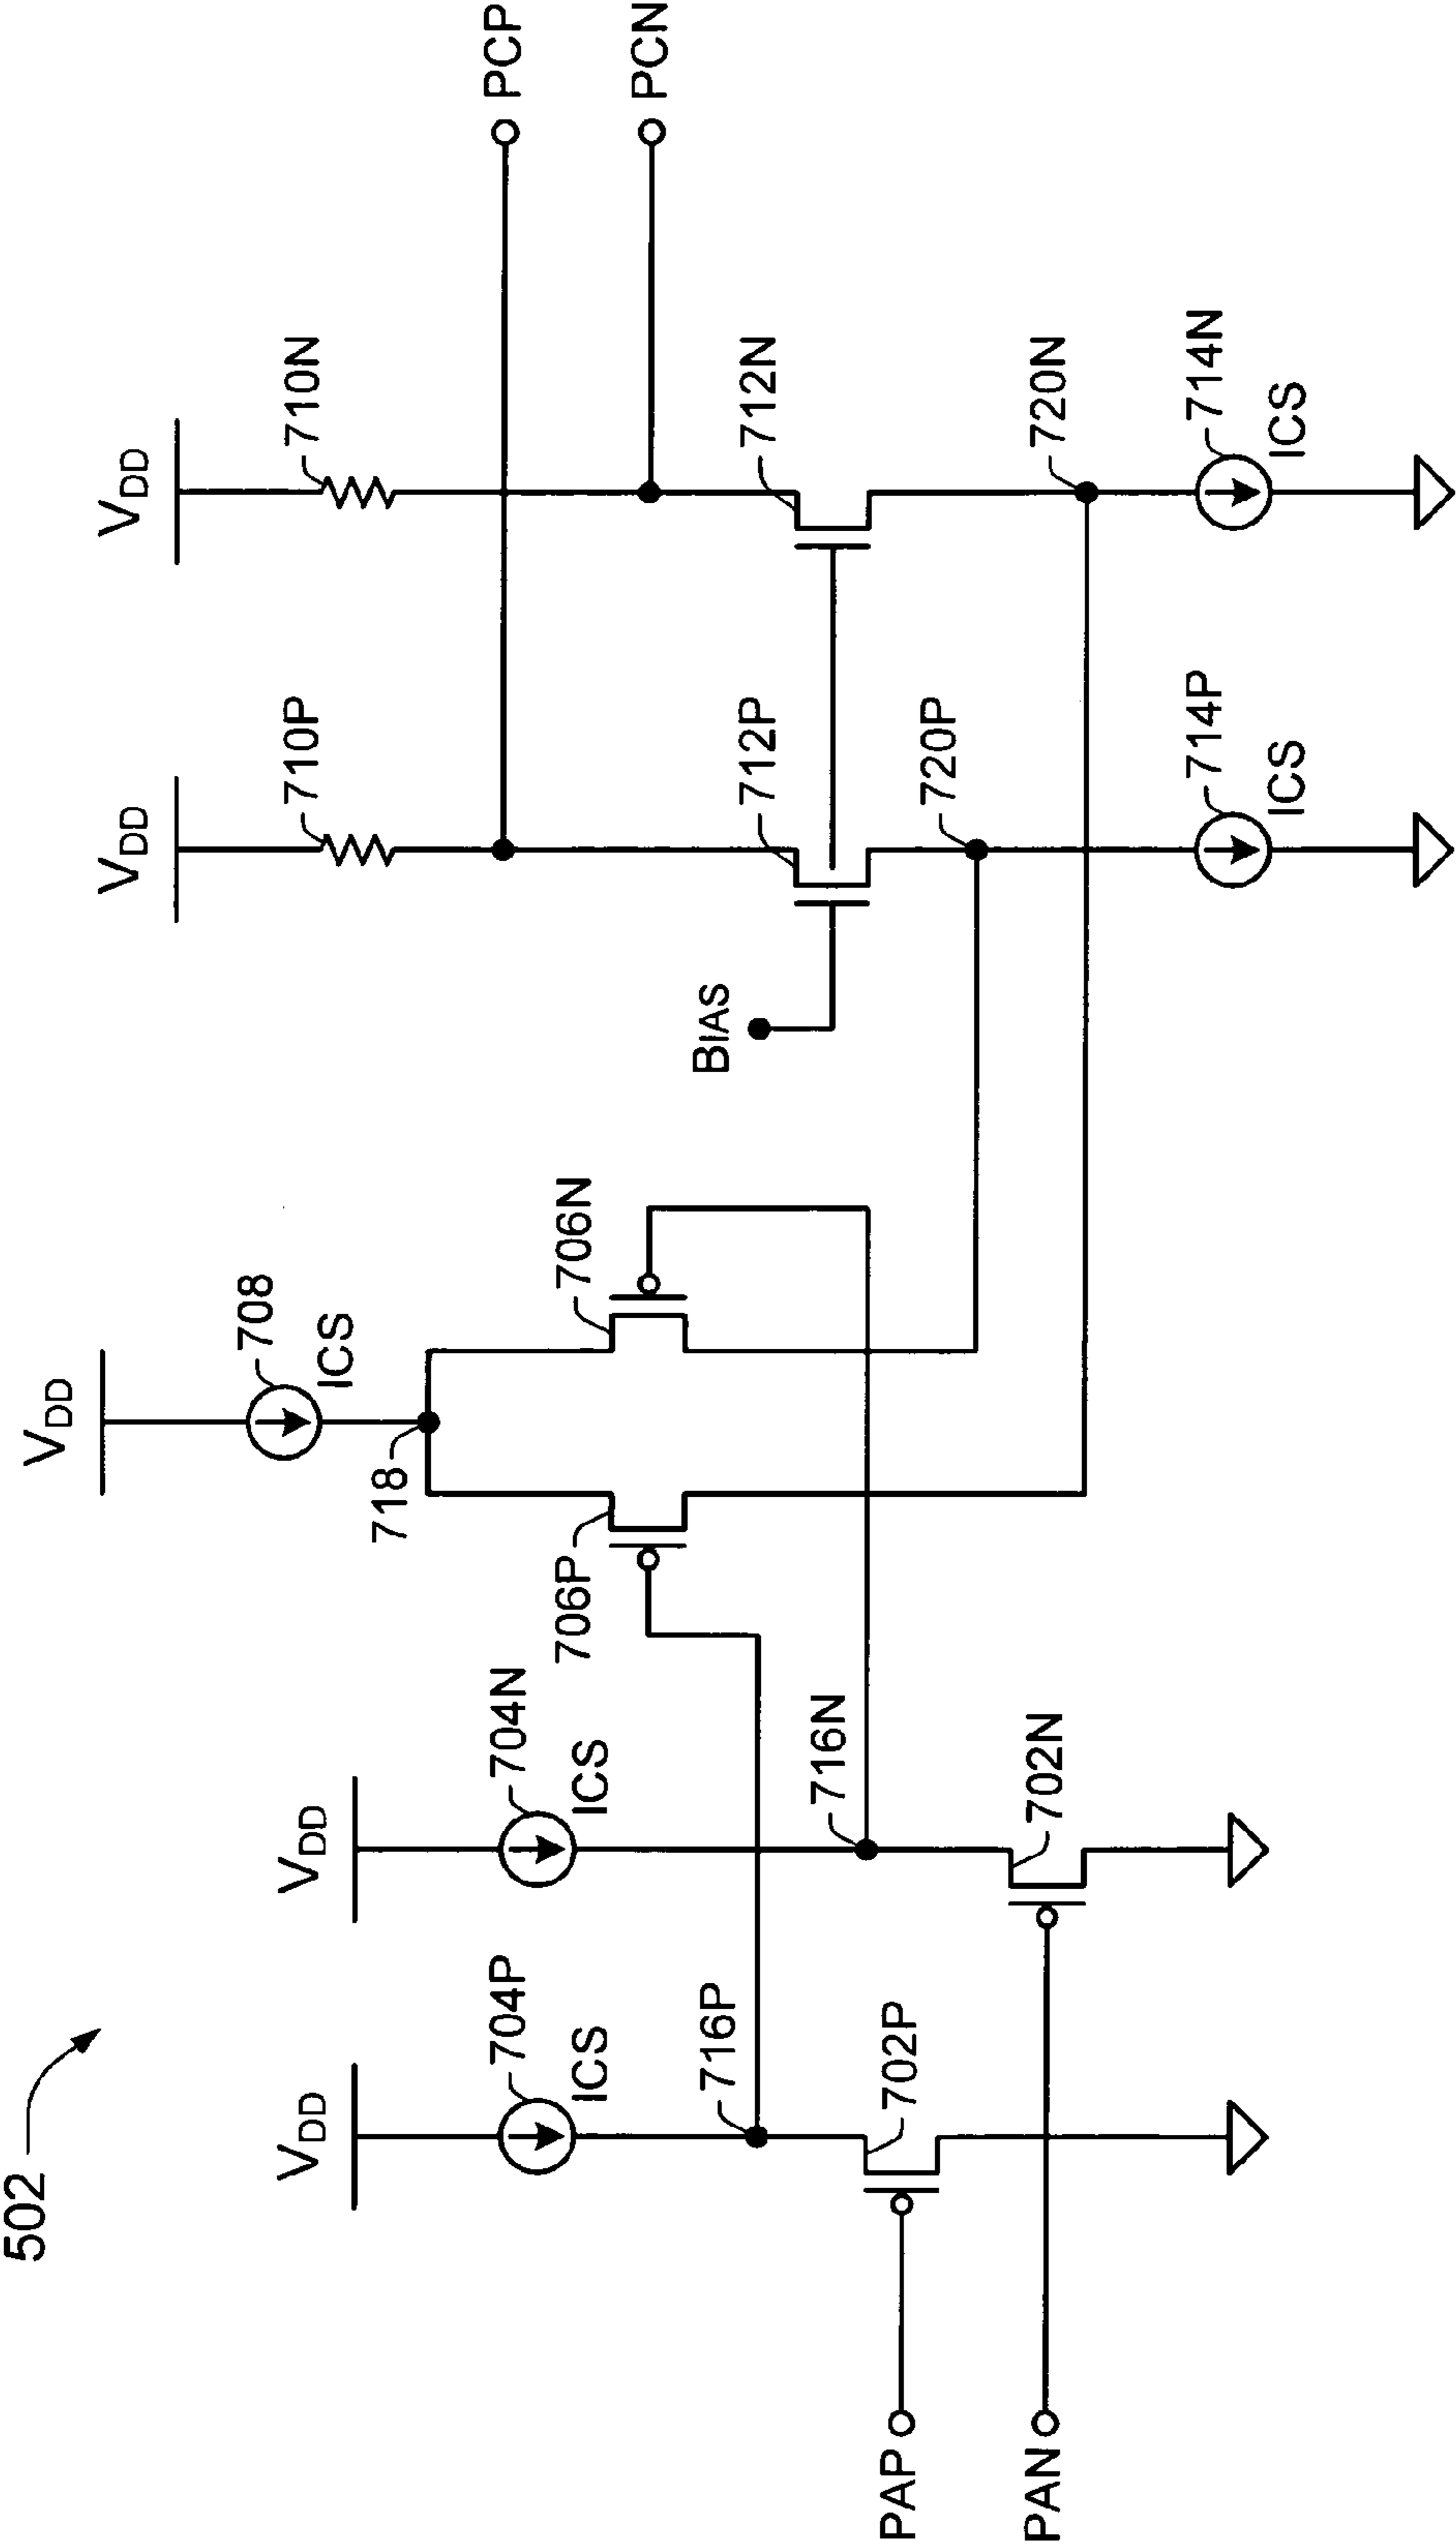 502
VDD
704P
ICS
716P
702P
PAP
PAN
VDD
704N
ICS
716N
702N
VDD
708
ICS
718
706P
706N
BIAS
VDD
710P
712P
720P
714P
ICS
VDD
710N
712N
720N
714N
ICS
PCP
PCN